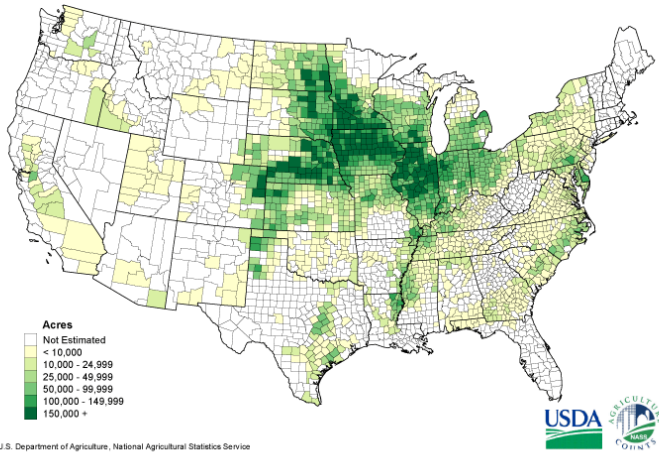 Acres
Not Estimated
< 10,000
10,000 - 24,999
25,000 - 49,999
50,000 - 99,999
100,000 - 149,999
150,000 +
USDA
AGRICULTURE
NASS
COUNTS
U.S. Department of Agriculture, National Agricultural Statistics Service